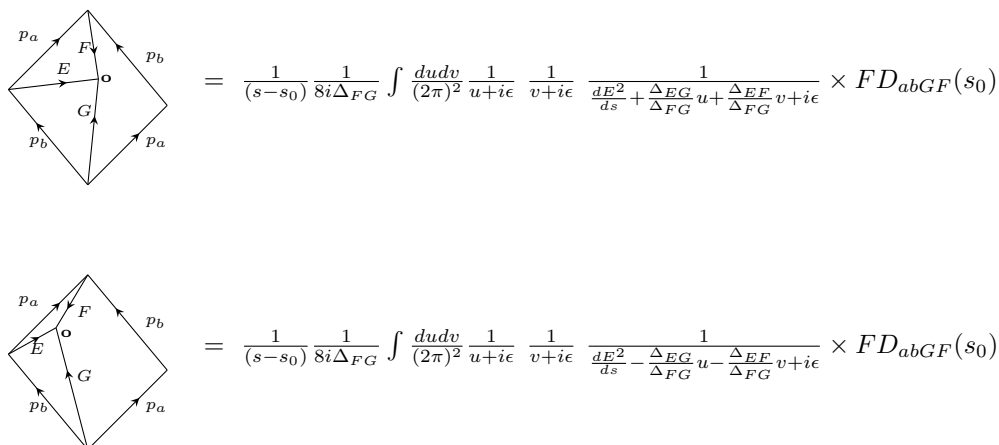 p_a
F
p_b
E
o
G
p_b
p_a
= \frac{1}{(s-s_0)} \frac{1}{8i\Delta_{FG}} \int \frac{dudv}{(2\pi)^2} \frac{1}{u+i\epsilon} \frac{1}{v+i\epsilon} \frac{1}{\frac{dE^2}{ds}+\frac{\Delta_{EG}}{\Delta_{FG}}u+\frac{\Delta_{EF}}{\Delta_{FG}}v+i\epsilon} \times FD_{abGF}(s_0)
p_a
F
p_b
o
E
G
p_b
p_a
= \frac{1}{(s-s_0)} \frac{1}{8i\Delta_{FG}} \int \frac{dudv}{(2\pi)^2} \frac{1}{u+i\epsilon} \frac{1}{v+i\epsilon} \frac{1}{\frac{dE^2}{ds}-\frac{\Delta_{EG}}{\Delta_{FG}}u-\frac{\Delta_{EF}}{\Delta_{FG}}v+i\epsilon} \times FD_{abGF}(s_0)